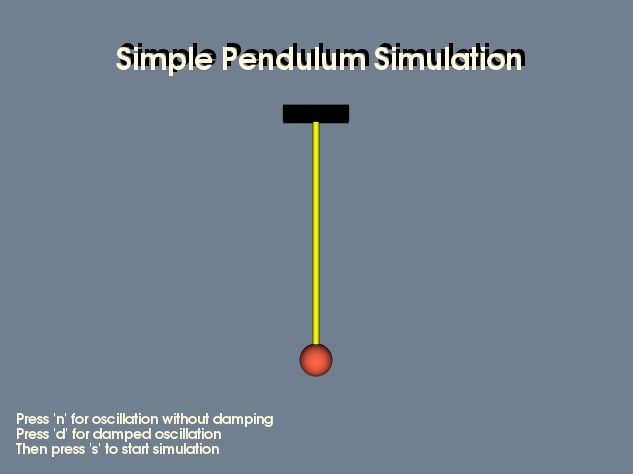 Simple Pendulum Simulation
Press 'n' for oscillation without damping
Press 'd' for damped oscillation
Then press 's' to start simulation